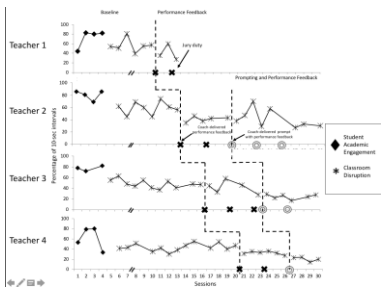 Baseline
Performance Feedback
Teacher 1
Jury duty
Prompting and Performance Feedback
Teacher 2
Coach delivered performance feedback
Coach delivered prompt with performance feedback
Percentage of 10-sec intervals
Student Academic Engagement
Classroom Disruption
Teacher 3
Teacher 4
100
80
60
40
20
0
1 2 3 4 5 6 7 8 9 10 11 12 13 14 15 16 17 18 19 20 21 22 23 24 25 26 27 28 29 30
Sessions